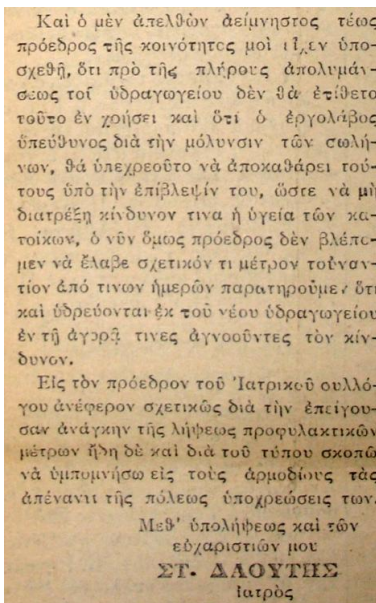 Καὶ ὁ μὲν ἀπελθὼν ἀείμνηστος τέως
πρόεδρος τῆς κοινότητος μοὶ εἶχεν ὑπο-
σχεθῆ, ὅτι πρὸ τῆς πλήρους ἀπολυμάν-
σεως τοῦ ὑδραγωγείου δὲν θὰ ἐτίθετο
τοῦτο ἐν χρήσει καὶ ὅτι ὁ ἐργολάβος
ὑπεύθυνος διὰ τὴν μόλυνσιν τῶν σωλή-
νων, θὰ ὑπεχρεοῦτο νὰ ἀποκαθάρει τού-
τους ὑπὸ τὴν ἐπίβλεψίν του, ὥστε νὰ μὴ
διατρέξῃ κίνδυνον τινα ἡ ὑγεία τῶν κα-
τοίκων, ὁ νῦν ὅμως πρόεδρος δὲν βλέπο-
μεν νὰ ἔλαβε σχετικόν τι μέτρον τοὐναν-
τίον ἀπό τινων ἡμερῶν παρατηροῦμεν ὅτι
καὶ ὑδρεύονται ἐκ τοῦ νέου ὑδραγωγείου
ἐν τῇ ἀγορᾷ τινες ἀγνοοῦντες τὸν κίν-
δυνον.
Εἰς τὸν πρόεδρον τοῦ Ἰατρικοῦ συλλό-
γου ἀνέφερον σχετικῶς διὰ τὴν ἐπείγου-
σαν ἀνάγκην τῆς λήψεως προφυλακτικῶν
μέτρων ἤδη δὲ καὶ διὰ τοῦ τύπου σκοπῶ
νὰ ὑμπομνήσω εἰς τοὺς ἁρμοδίους τὰς
ἀπέναντι τῆς πόλεως ὑποχρεώσεις των.
Μεθ' ὑπολήψεως καὶ τῶν
εὐχαριστιῶν μου
ΣΤ. ΔΑΟΥΤΗΣ
Ἰατρὸς